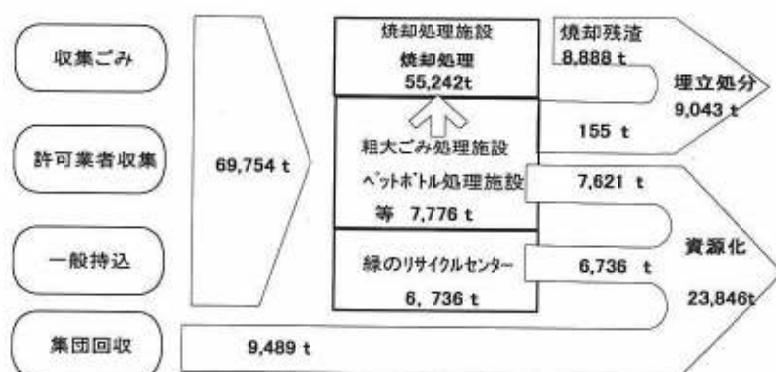 収集ごみ
許可業者収集
一般持込
集団回収
69,754 t
焼却処理施設
焼却処理
55,242t
粗大ごみ処理施設
ペットボトル処理施設
等 7,776 t
緑のリサイクルセンター
6, 736 t
焼却残渣
8,888 t
埋立処分
9,043 t
155 t
7,621 t
6,736 t
資源化
23,846t
9,489 t